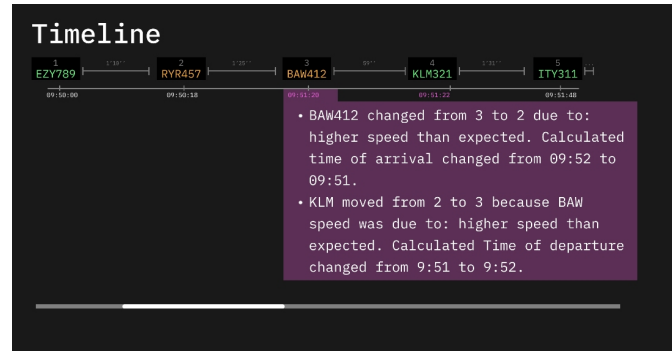 Timeline
1 2 3 4 5
EZY789 1'10'' RYR457 1'25'' BAW412 59'' KLM321 1'31'' ITY311 ...
09:50:00 09:50:18 09:51:20 09:51:22 09:51:48
• BAW412 changed from 3 to 2 due to:
higher speed than expected. Calculated
time of arrival changed from 09:52 to
09:51.
• KLM moved from 2 to 3 because BAW
speed was due to: higher speed than
expected. Calculated Time of departure
changed from 9:51 to 9:52.